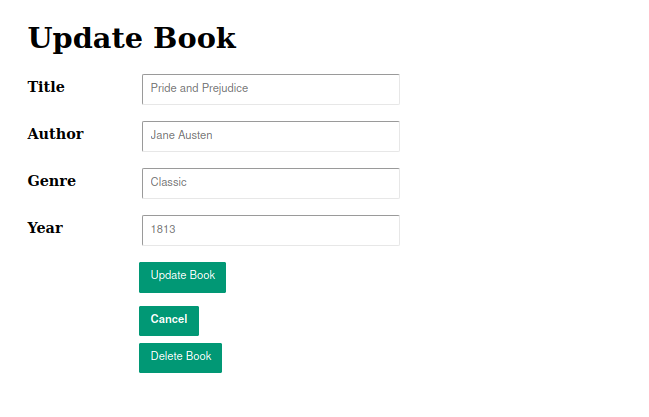 Update Book
Title Pride and Prejudice
Author Jane Austen
Genre Classic
Year 1813
Update Book
Cancel
Delete Book